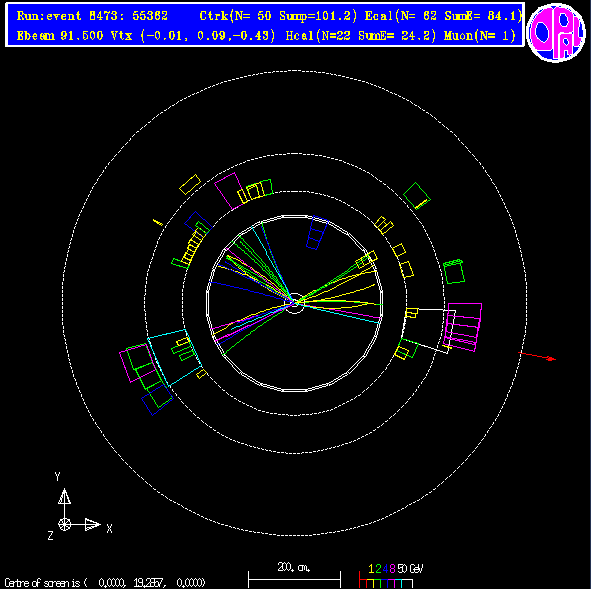 Run:event 8473: 55362 Ctrk(N= 50 Sump=101.2) Ecal(N= 62 SumE= 84.1)
Ebeam 91.500 Vtx (-0.01, 0.09,-0.43) Hcal(N=22 SumE= 24.2) Muon(N= 1)
OPAL
Y
X
Z
200. cm.
1 2 4 8 50 GeV
Centre of screen is ( 0.0000, 19.2857, 0.0000)